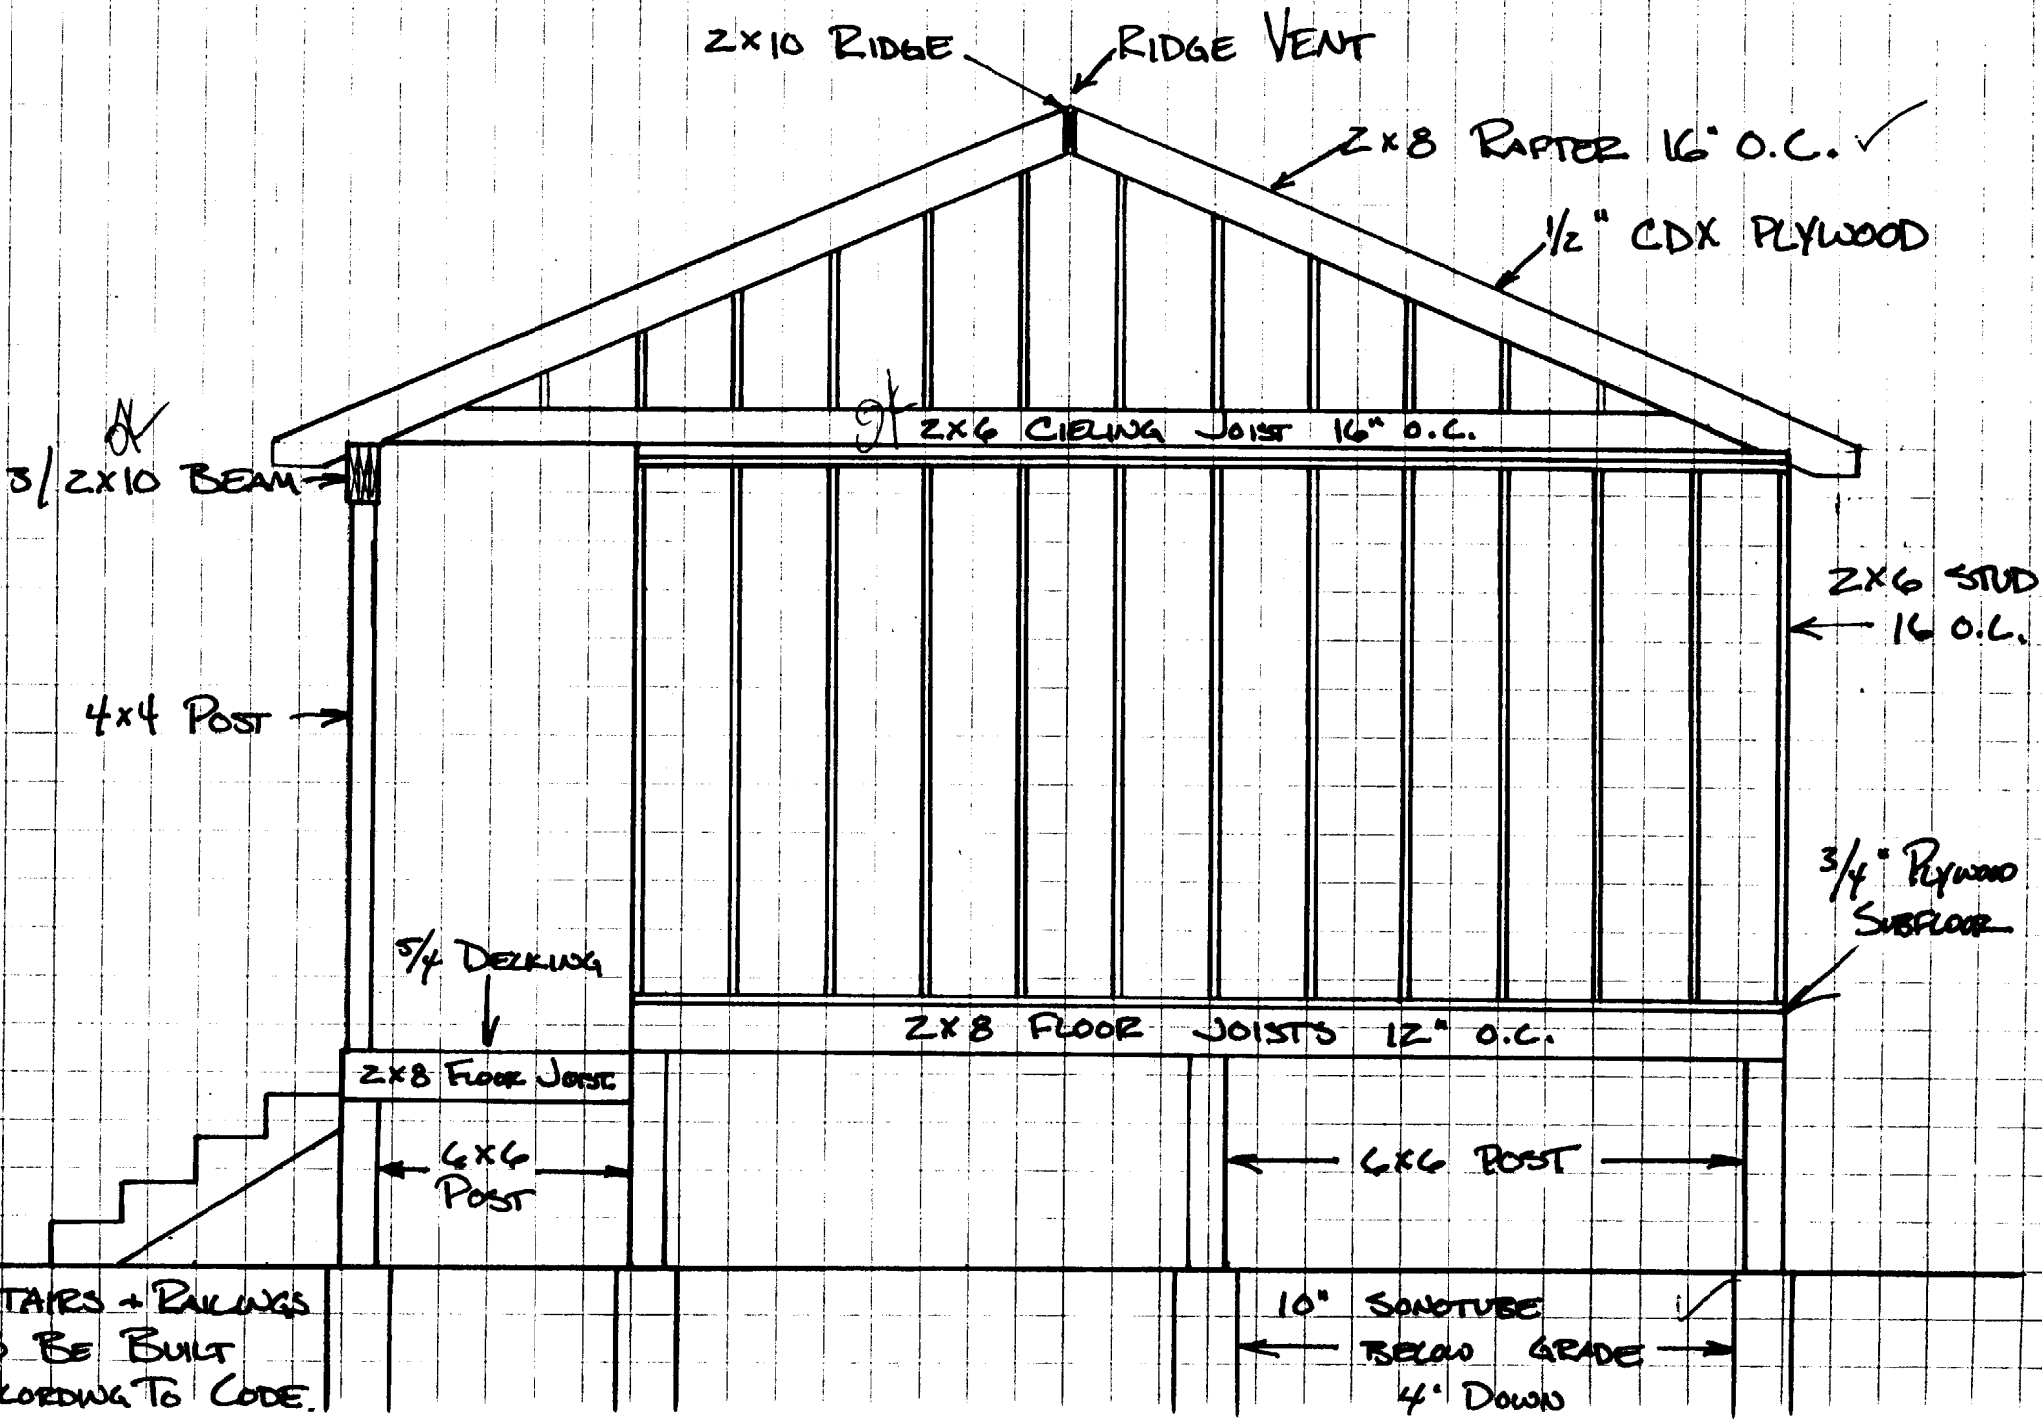 2x10 RIDGE
RIDGE VENT
2x8 RAFTER 16" O.C.
1/2" CDX PLYWOOD
2x6 CIELING JOIST 16" O.C.
3/2x10 BEAM
2x6 STUD
16 O.C.
4x4 POST
3/4" PLYWOOD
SUBFLOOR
5/4 DECKING
2x8 FLOOR JOISTS 12" O.C.
2x8 FLOOR JOIST
6x6
POST
6x6 POST
TAIRS + RAILINGS
BE BUILT
CORDING TO CODE.
10" SONOTUBE
BELOW GRADE
4' DOWN